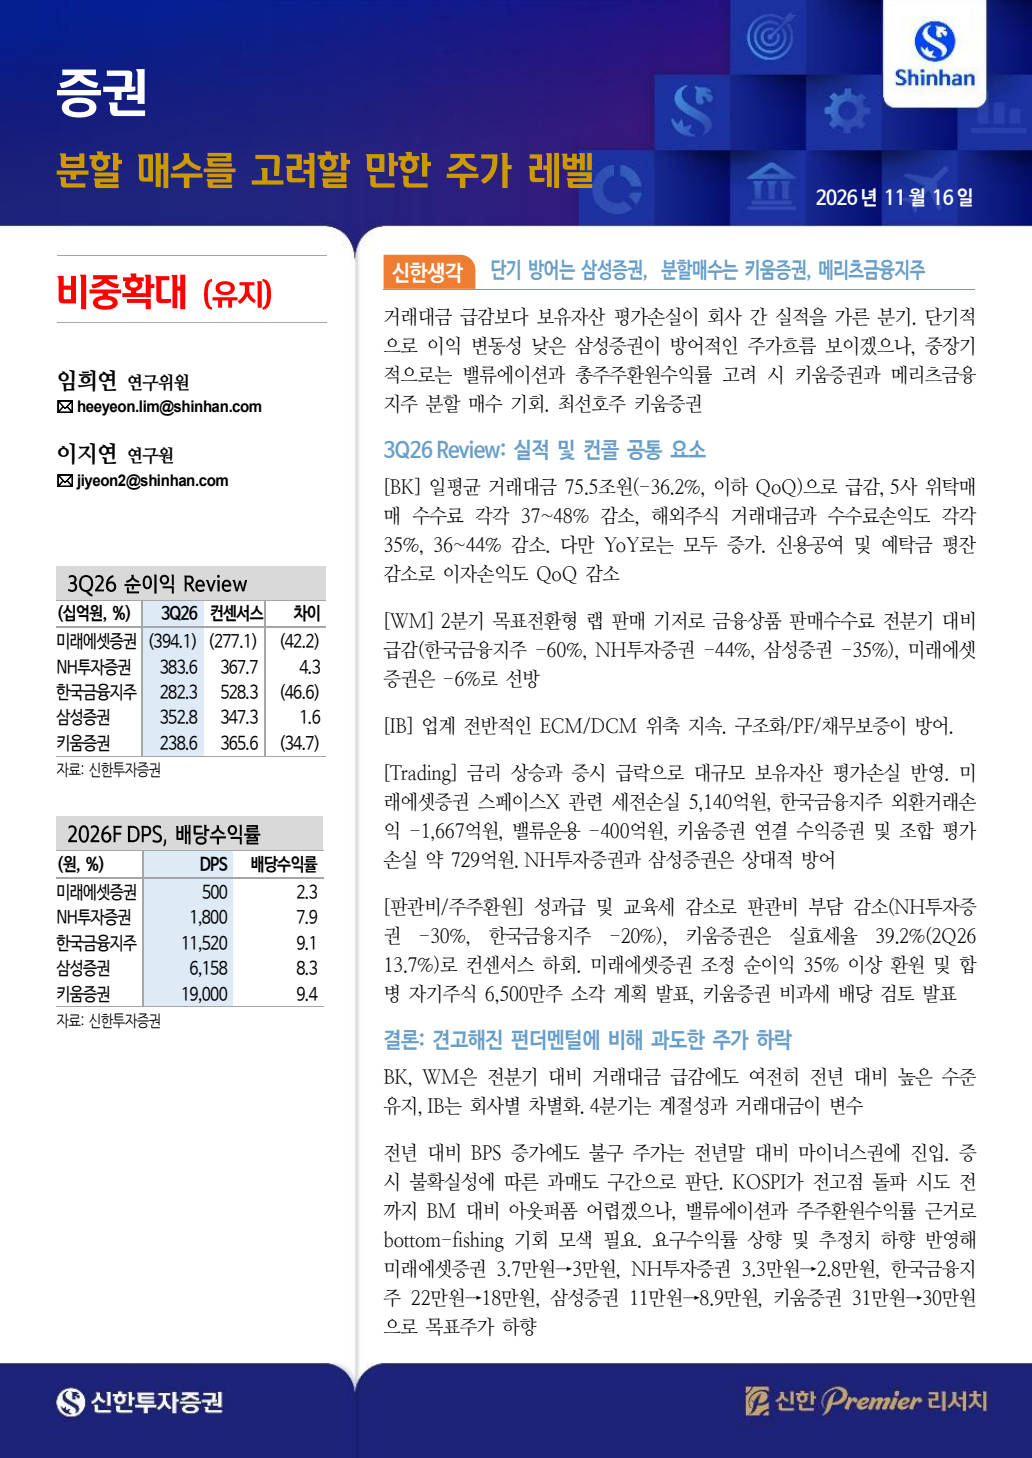 Shinhan
증권
분할 매수를 고려할 만한 주가 레벨
2026년 11월 16일
비중확대 (유지)
임희연 연구위원
heeyeon.lim@shinhan.com
이지연 연구원
jiyeon2@shinhan.com
3Q26 순이익 Review
(십억원, %) 3Q26 컨센서스 차이
미래에셋증권 (394.1) (277.1) (42.2)
NH투자증권 383.6 367.7 4.3
한국금융지주 282.3 528.3 (46.6)
삼성증권 352.8 347.3 1.6
키움증권 238.6 365.6 (34.7)
자료: 신한투자증권
2026F DPS, 배당수익률
(원, %) DPS 배당수익률
미래에셋증권 500 2.3
NH투자증권 1,800 7.9
한국금융지주 11,520 9.1
삼성증권 6,158 8.3
키움증권 19,000 9.4
자료: 신한투자증권
신한생각 단기 방어는 삼성증권, 분할매수는 키움증권, 메리츠금융지주
거래대금 급감보다 보유자산 평가손실이 회사 간 실적을 가른 분기. 단기적
으로 이익 변동성 낮은 삼성증권이 방어적인 주가흐름 보이겠으나, 중장기
적으로는 밸류에이션과 총주주환원수익률 고려 시 키움증권과 메리츠금융
지주 분할 매수 기회. 최선호주 키움증권
3Q26 Review: 실적 및 컨콜 공통 요소
[BK] 일평균 거래대금 75.5조원(-36.2%, 이하 QoQ)으로 급감, 5사 위탁매
매 수수료 각각 37~48% 감소, 해외주식 거래대금과 수수료손익도 각각
35%, 36~44% 감소. 다만 YoY로는 모두 증가. 신용공여 및 예탁금 평잔
감소로 이자손익도 QoQ 감소
[WM] 2분기 목표전환형 랩 판매 기저로 금융상품 판매수수료 전분기 대비
급감(한국금융지주 -60%, NH투자증권 -44%, 삼성증권 -35%), 미래에셋
증권은 -6%로 선방
[IB] 업계 전반적인 ECM/DCM 위축 지속. 구조화/PF/채무보증이 방어.
[Trading] 금리 상승과 증시 급락으로 대규모 보유자산 평가손실 반영. 미
래에셋증권 스페이스X 관련 세전손실 5,140억원, 한국금융지주 외환거래손
익 -1,667억원, 밸류운용 -400억원, 키움증권 연결 수익증권 및 조합 평가
손실 약 729억원. NH투자증권과 삼성증권은 상대적 방어
[판관비/주주환원] 성과급 및 교육세 감소로 판관비 부담 감소(NH투자증
권 -30%, 한국금융지주 -20%), 키움증권은 실효세율 39.2%(2Q26
13.7%)로 컨센서스 하회. 미래에셋증권 조정 순이익 35% 이상 환원 및 합
병 자기주식 6,500만주 소각 계획 발표, 키움증권 비과세 배당 검토 발표
결론: 견고해진 펀더멘털에 비해 과도한 주가 하락
BK, WM은 전분기 대비 거래대금 급감에도 여전히 전년 대비 높은 수준
유지, IB는 회사별 차별화. 4분기는 계절성과 거래대금이 변수
전년 대비 BPS 증가에도 불구 주가는 전년말 대비 마이너스권에 진입. 증
시 불확실성에 따른 과매도 구간으로 판단. KOSPI가 전고점 돌파 시도 전
까지 BM 대비 아웃퍼폼 어렵겠으나, 밸류에이션과 주주환원수익률 근거로
bottom-fishing 기회 모색 필요. 요구수익률 상향 및 추정치 하향 반영해
미래에셋증권 3.7만원→3만원, NH투자증권 3.3만원→2.8만원, 한국금융지
주 22만원→18만원, 삼성증권 11만원→8.9만원, 키움증권 31만원→30만원
으로 목표주가 하향
신한투자증권
신한 Premier 리서치